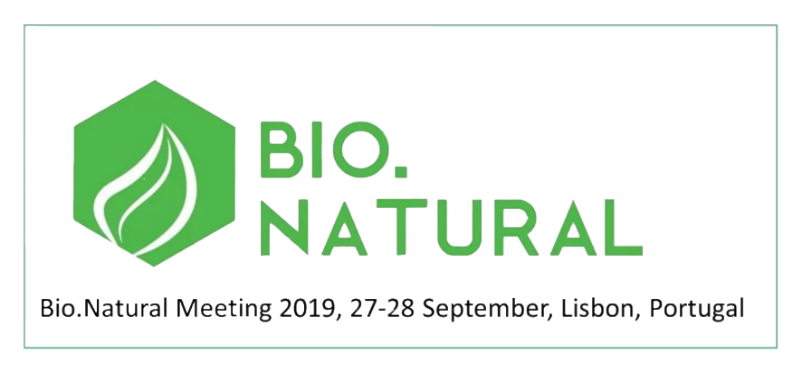 BIO.
NATURAL
Bio.Natural Meeting 2019, 27-28 September, Lisbon, Portugal